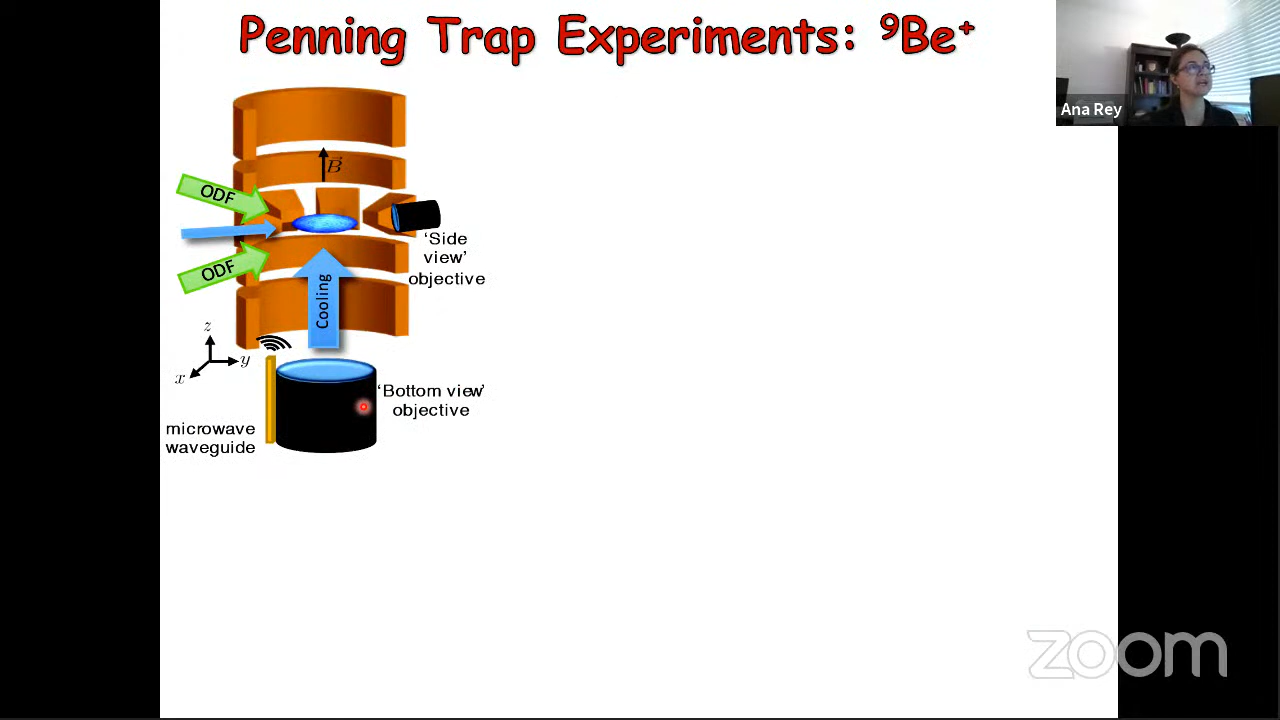 Penning Trap Experiments: ⁹Be⁺
Ana Rey
B
ODF
'Side
view'
objective
ODF
Cooling
z
y
x
'Bottom view'
objective
microwave
waveguide
zoom